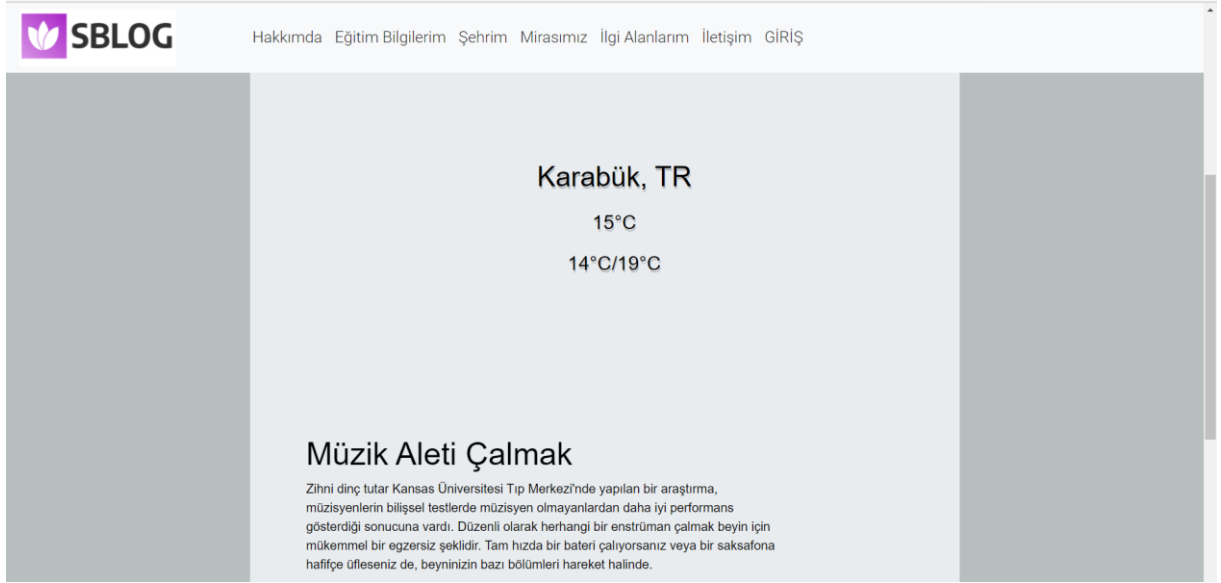 SBLOG
Hakkımda Eğitim Bilgilerim Şehrim Mirasımız İlgi Alanlarım İletişim GİRİŞ
Karabük, TR
15°C
14°C/19°C
Müzik Aleti Çalmak
Zihni dinç tutar Kansas Üniversitesi Tıp Merkezi'nde yapılan bir araştırma,
müzisyenlerin bilişsel testlerde müzisyen olmayanlardan daha iyi performans
gösterdiği sonucuna vardı. Düzenli olarak herhangi bir enstrüman çalmak beyin için
mükemmel bir egzersiz şeklidir. Tam hızda bir bateri çalıyorsanız veya bir saksafona
hafifçe üfleseniz de, beyninizin bazı bölümleri hareket halinde.